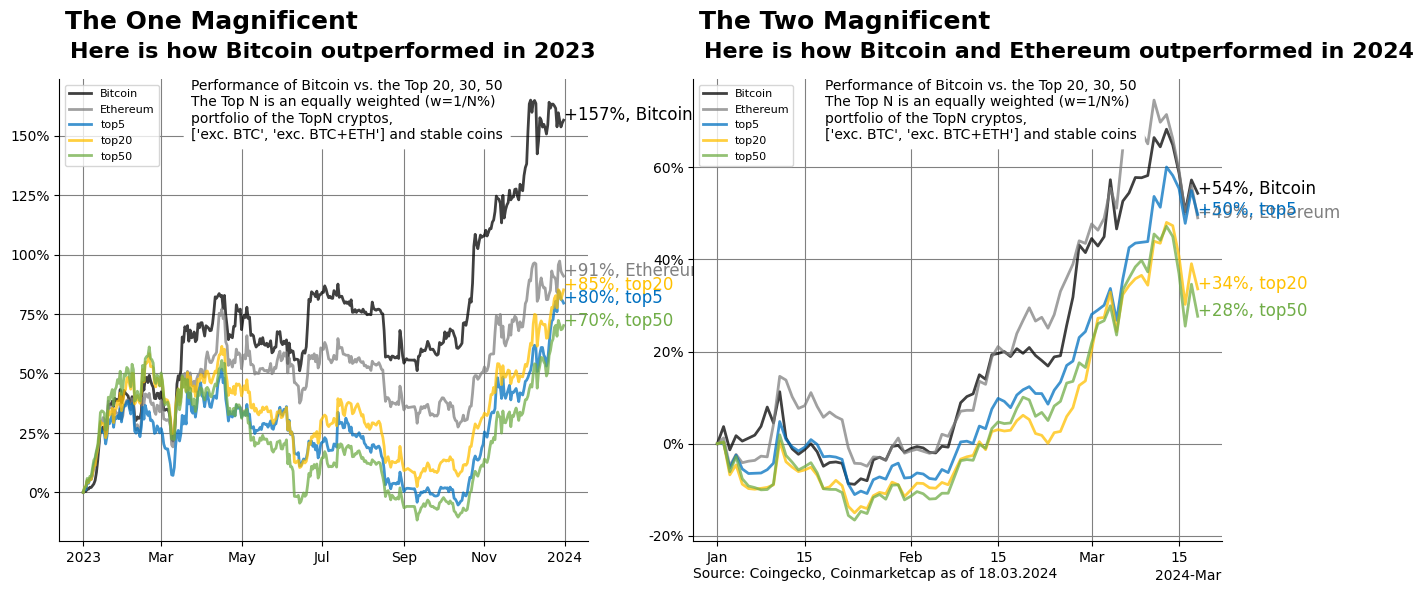 The One Magnificent
Here is how Bitcoin outperformed in 2023
Performance of Bitcoin vs. the Top 20, 30, 50
The Top N is an equally weighted (w=1/N%)
portfolio of the TopN cryptos,
['exc. BTC', 'exc. BTC+ETH'] and stable coins
Bitcoin
Ethereum
top5
top20
top50
150%
125%
100%
75%
50%
25%
0%
+157%, Bitcoin
+91%, Ethereum
+85%, top20
+80%, top5
+70%, top50
2023
Mar
May
Jul
Sep
Nov
2024
The Two Magnificent
Here is how Bitcoin and Ethereum outperformed in 2024
Performance of Bitcoin vs. the Top 20, 30, 50
The Top N is an equally weighted (w=1/N%)
portfolio of the TopN cryptos,
['exc. BTC', 'exc. BTC+ETH'] and stable coins
Bitcoin
Ethereum
top5
top20
top50
60%
40%
20%
0%
-20%
+54%, Bitcoin
+50%, top5
+49%, Ethereum
+34%, top20
+28%, top50
Jan
15
Feb
15
Mar
15
2024-Mar
Source: Coingecko, Coinmarketcap as of 18.03.2024